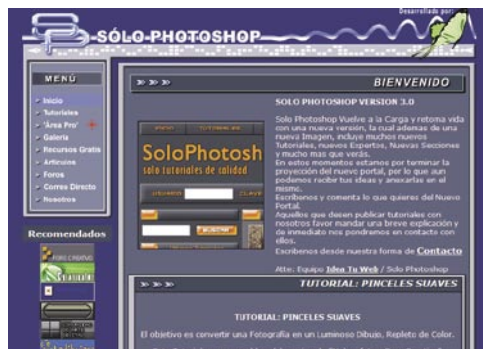 Desarrollado por:
SÓLO-PHOTOSHOP
MENÚ
Inicio
Tutoriales
'Área Pro'
Galería
Recursos Gratis
Artículos
Foros
Correo Directo
Nosotros
Recomendados
FORO CREATIVO
BIENVENIDO
SOLO PHOTOSHOP VERSION 3.0
SoloPhotosh
solo tutoriales de calidad
Solo Photoshop Vuelve a la Carga y retoma vida
con una nueva versión, la cual ademas de una
nueva Imagen, incluye muchos nuevos
Tutoriales, nuevos Expertos, Nuevas Secciones
y mucho mas que verás.
En estos momentos estamos por terminar la
proyección del nuevo portal, per lo que aun
podemos recibir tus ideas y anexarlas en el
mismo.
Escríbenos y comenta lo que quieres del Nuevo
Portal.
Aquellos que deseen publicar tutoriales con
nosotros favor mandar una breve explicación y
de inmediato nos pondremos en contacto con
ellos.
Escríbenos desde nuestra forma de Contacto
Atte: Equipo Idea Tu Web / Solo Photoshop
TUTORIAL: PINCELES SUAVES
TUTORIAL: PINCELES SUAVES
El objetivo es convertir una Fotografía en un Luminoso Dibujo, Repleto de Color.